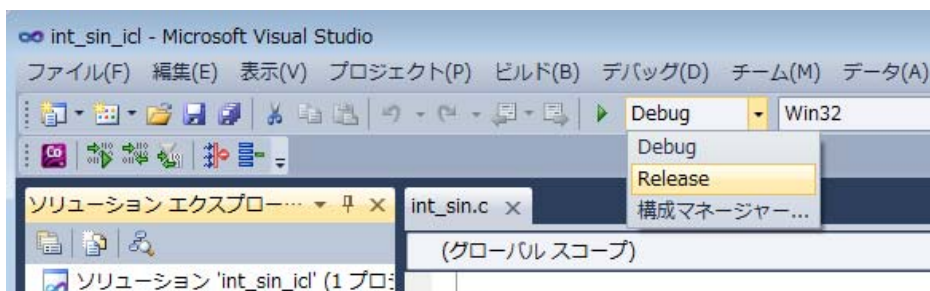 int_sin_icl - Microsoft Visual Studio
ファイル(F) 編集(E) 表示(V) プロジェクト(P) ビルド(B) デバッグ(D) チーム(M) データ(A)
Debug Win32
Debug
Release
構成マネージャー...
ソリューション エクスプロー… int_sin.c
(グローバル スコープ)
ソリューション 'int_sin_icl' (1 プロ